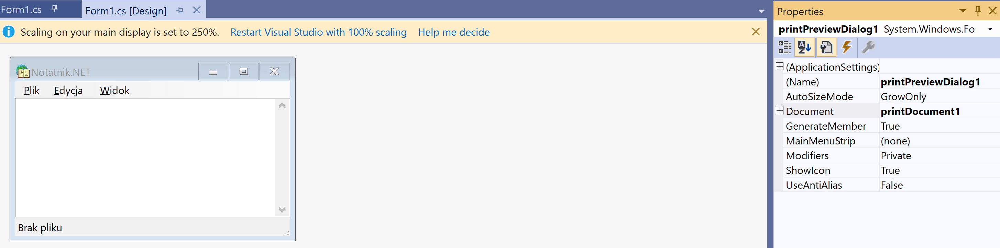 Form1.cs
Form1.cs [Design]
Scaling on your main display is set to 250%. Restart Visual Studio with 100% scaling Help me decide
Notatnik.NET
Plik Edycja Widok
Brak pliku
Properties
printPreviewDialog1 System.Windows.Fo
(ApplicationSettings)
(Name) printPreviewDialog1
AutoSizeMode GrowOnly
Document printDocument1
GenerateMember True
MainMenuStrip (none)
Modifiers Private
ShowIcon True
UseAntiAlias False